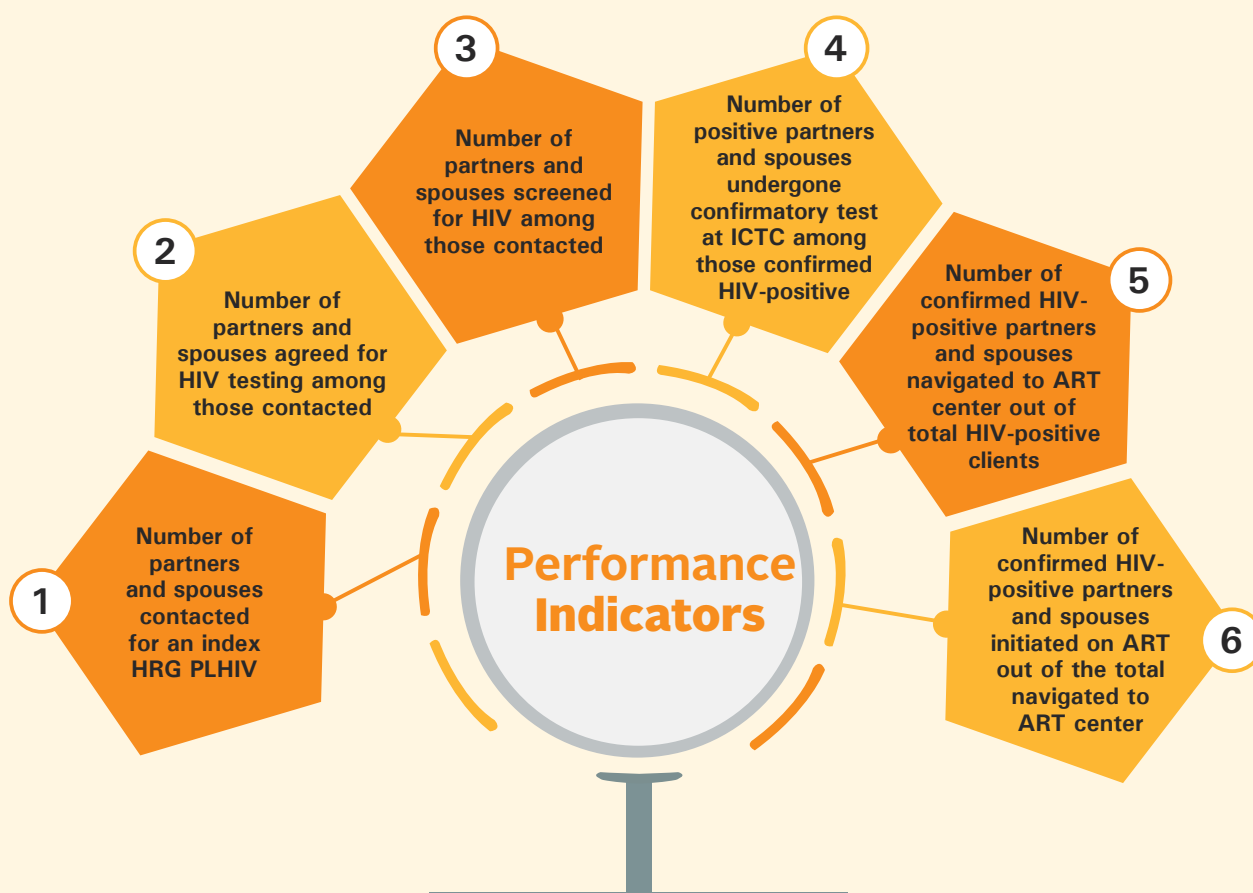 1
Number of
partners
and spouses
contacted
for an index
HRG PLHIV
2
Number of
partners and
spouses agreed for
HIV testing among
those contacted
3
Number of
partners and
spouses screened
for HIV among
those contacted
4
Number of
positive partners
and spouses
undergone
confirmatory test
at ICTC among
those confirmed
HIV-positive
5
Number of
confirmed HIV-
positive partners
and spouses
navigated to ART
center out of
total HIV-positive
clients
6
Number of
confirmed HIV-
positive partners
and spouses
initiated on ART
out of the total
navigated to
ART center
Performance
Indicators